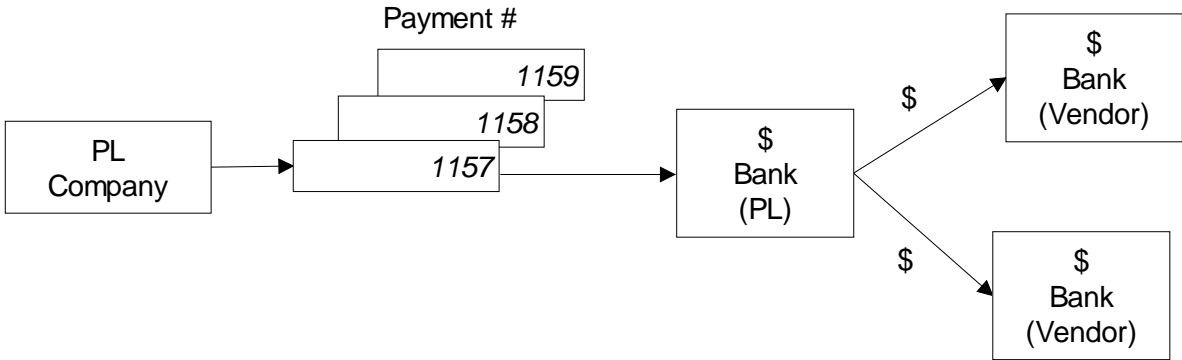 Payment #
1159
1158
1157
PL
Company
$
Bank
(PL)
$
$
$
Bank
(Vendor)
$
Bank
(Vendor)